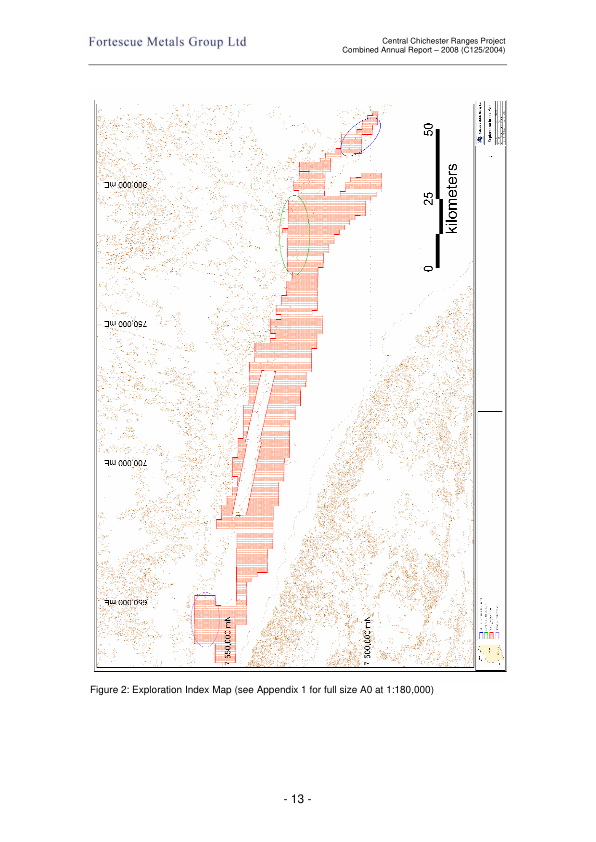 Fortescue Metals Group Ltd
Central Chichester Ranges Project
Combined Annual Report – 2008 (C125/2004)
800,000 mE
750,000 mE
700,000 mE
650,000 mE
7 550,000 mN
7 500,000 mN
0 25 50
kilometers
Figure 2: Exploration Index Map (see Appendix 1 for full size A0 at 1:180,000)
- 13 -